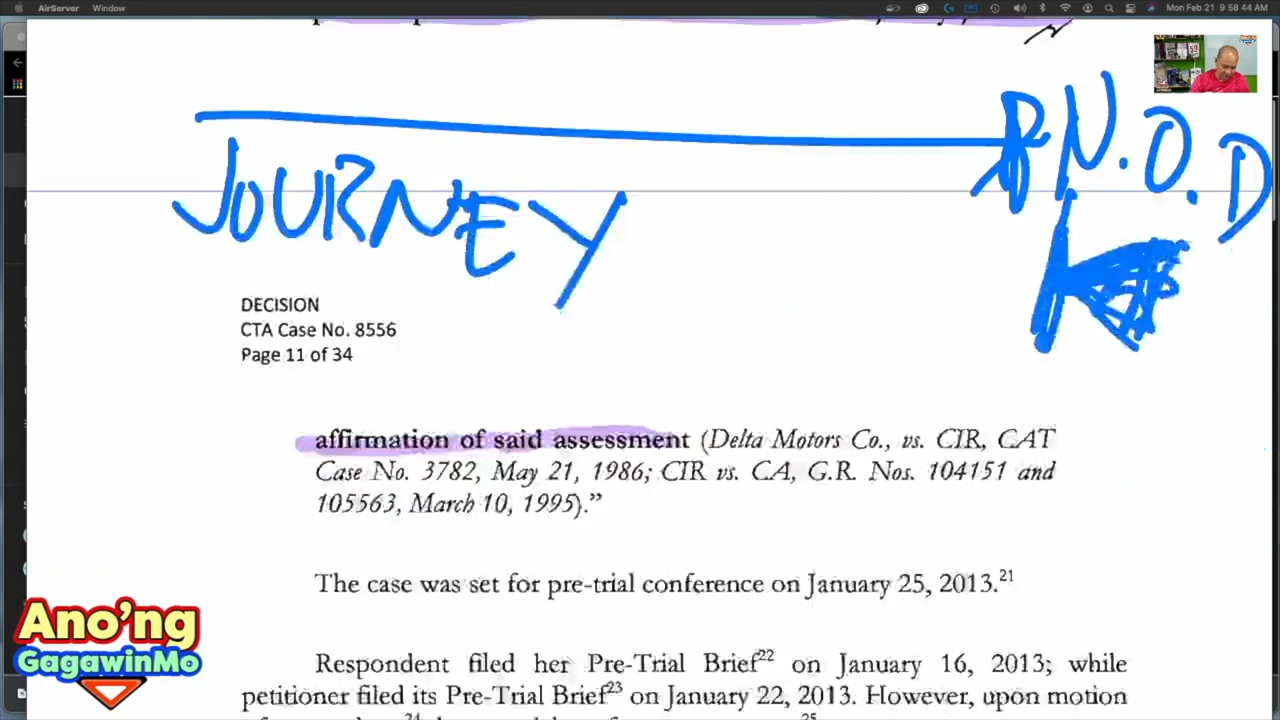 AirServer Window
Mon Feb 21 9:58:44 AM
P.N.O.D
JOURNEY
DECISION
CTA Case No. 8556
Page 11 of 34
affirmation of said assessment (Delta Motors Co., vs. CIR, CAT
Case No. 3782, May 21, 1986; CIR vs. CA, G.R. Nos. 104151 and
105563, March 10, 1995).”
The case was set for pre-trial conference on January 25, 2013.21
Respondent filed her Pre-Trial Brief22 on January 16, 2013; while
petitioner filed its Pre-Trial Brief23 on January 22, 2013. However, upon motion
Ano'ng
GagawinMo